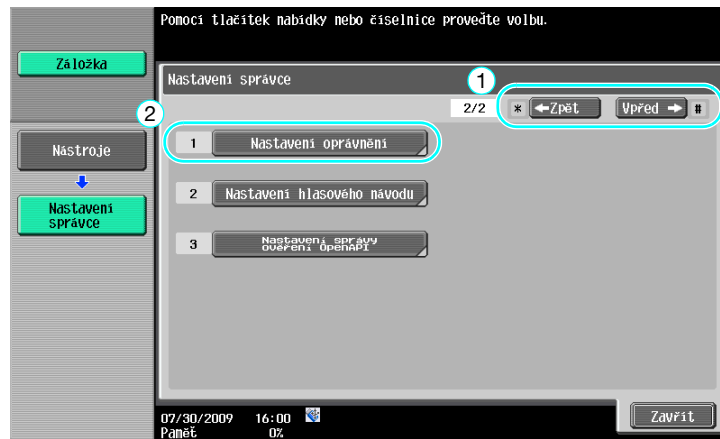 Pomocí tlačítek nabídky nebo číselnice proveďte volbu.
Záložka
Nastavení správce
1
2/2
* ←Zpět Vpřed → #
2
1 Nastavení oprávnění
Nástroje
2 Nastavení hlasového návodu
Nastavení
správce
3 Nastavení správy
ověření OpenAPI
07/30/2009 16:00
Paměť 0%
Zavřít